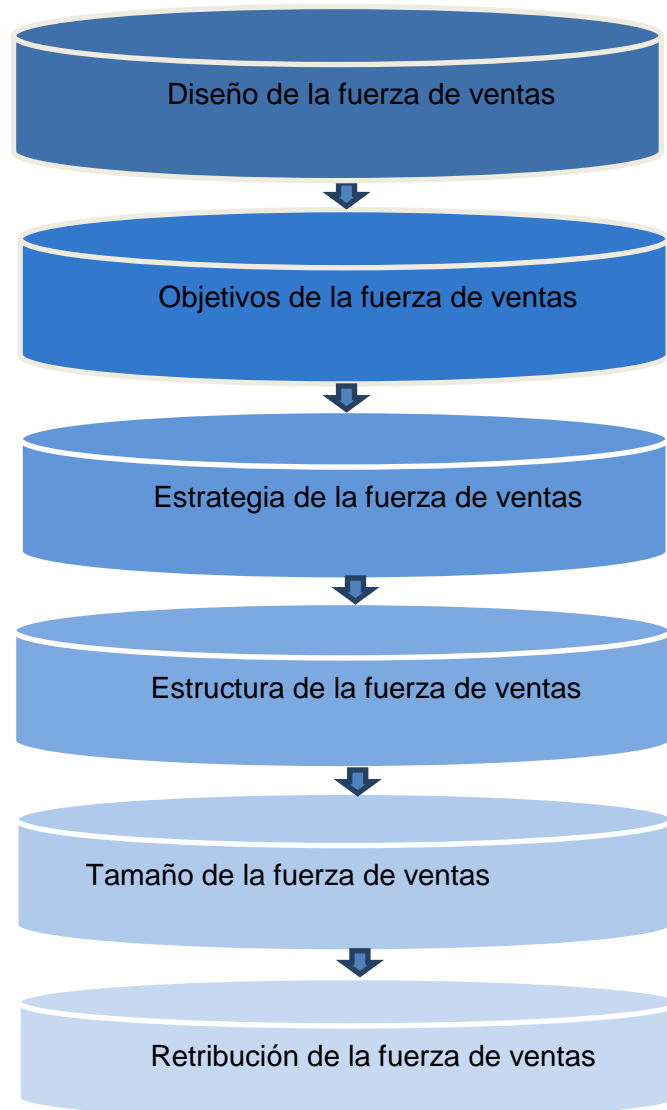 Diseño de la fuerza de ventas
Objetivos de la fuerza de ventas
Estrategia de la fuerza de ventas
Estructura de la fuerza de ventas
Tamaño de la fuerza de ventas
Retribución de la fuerza de ventas